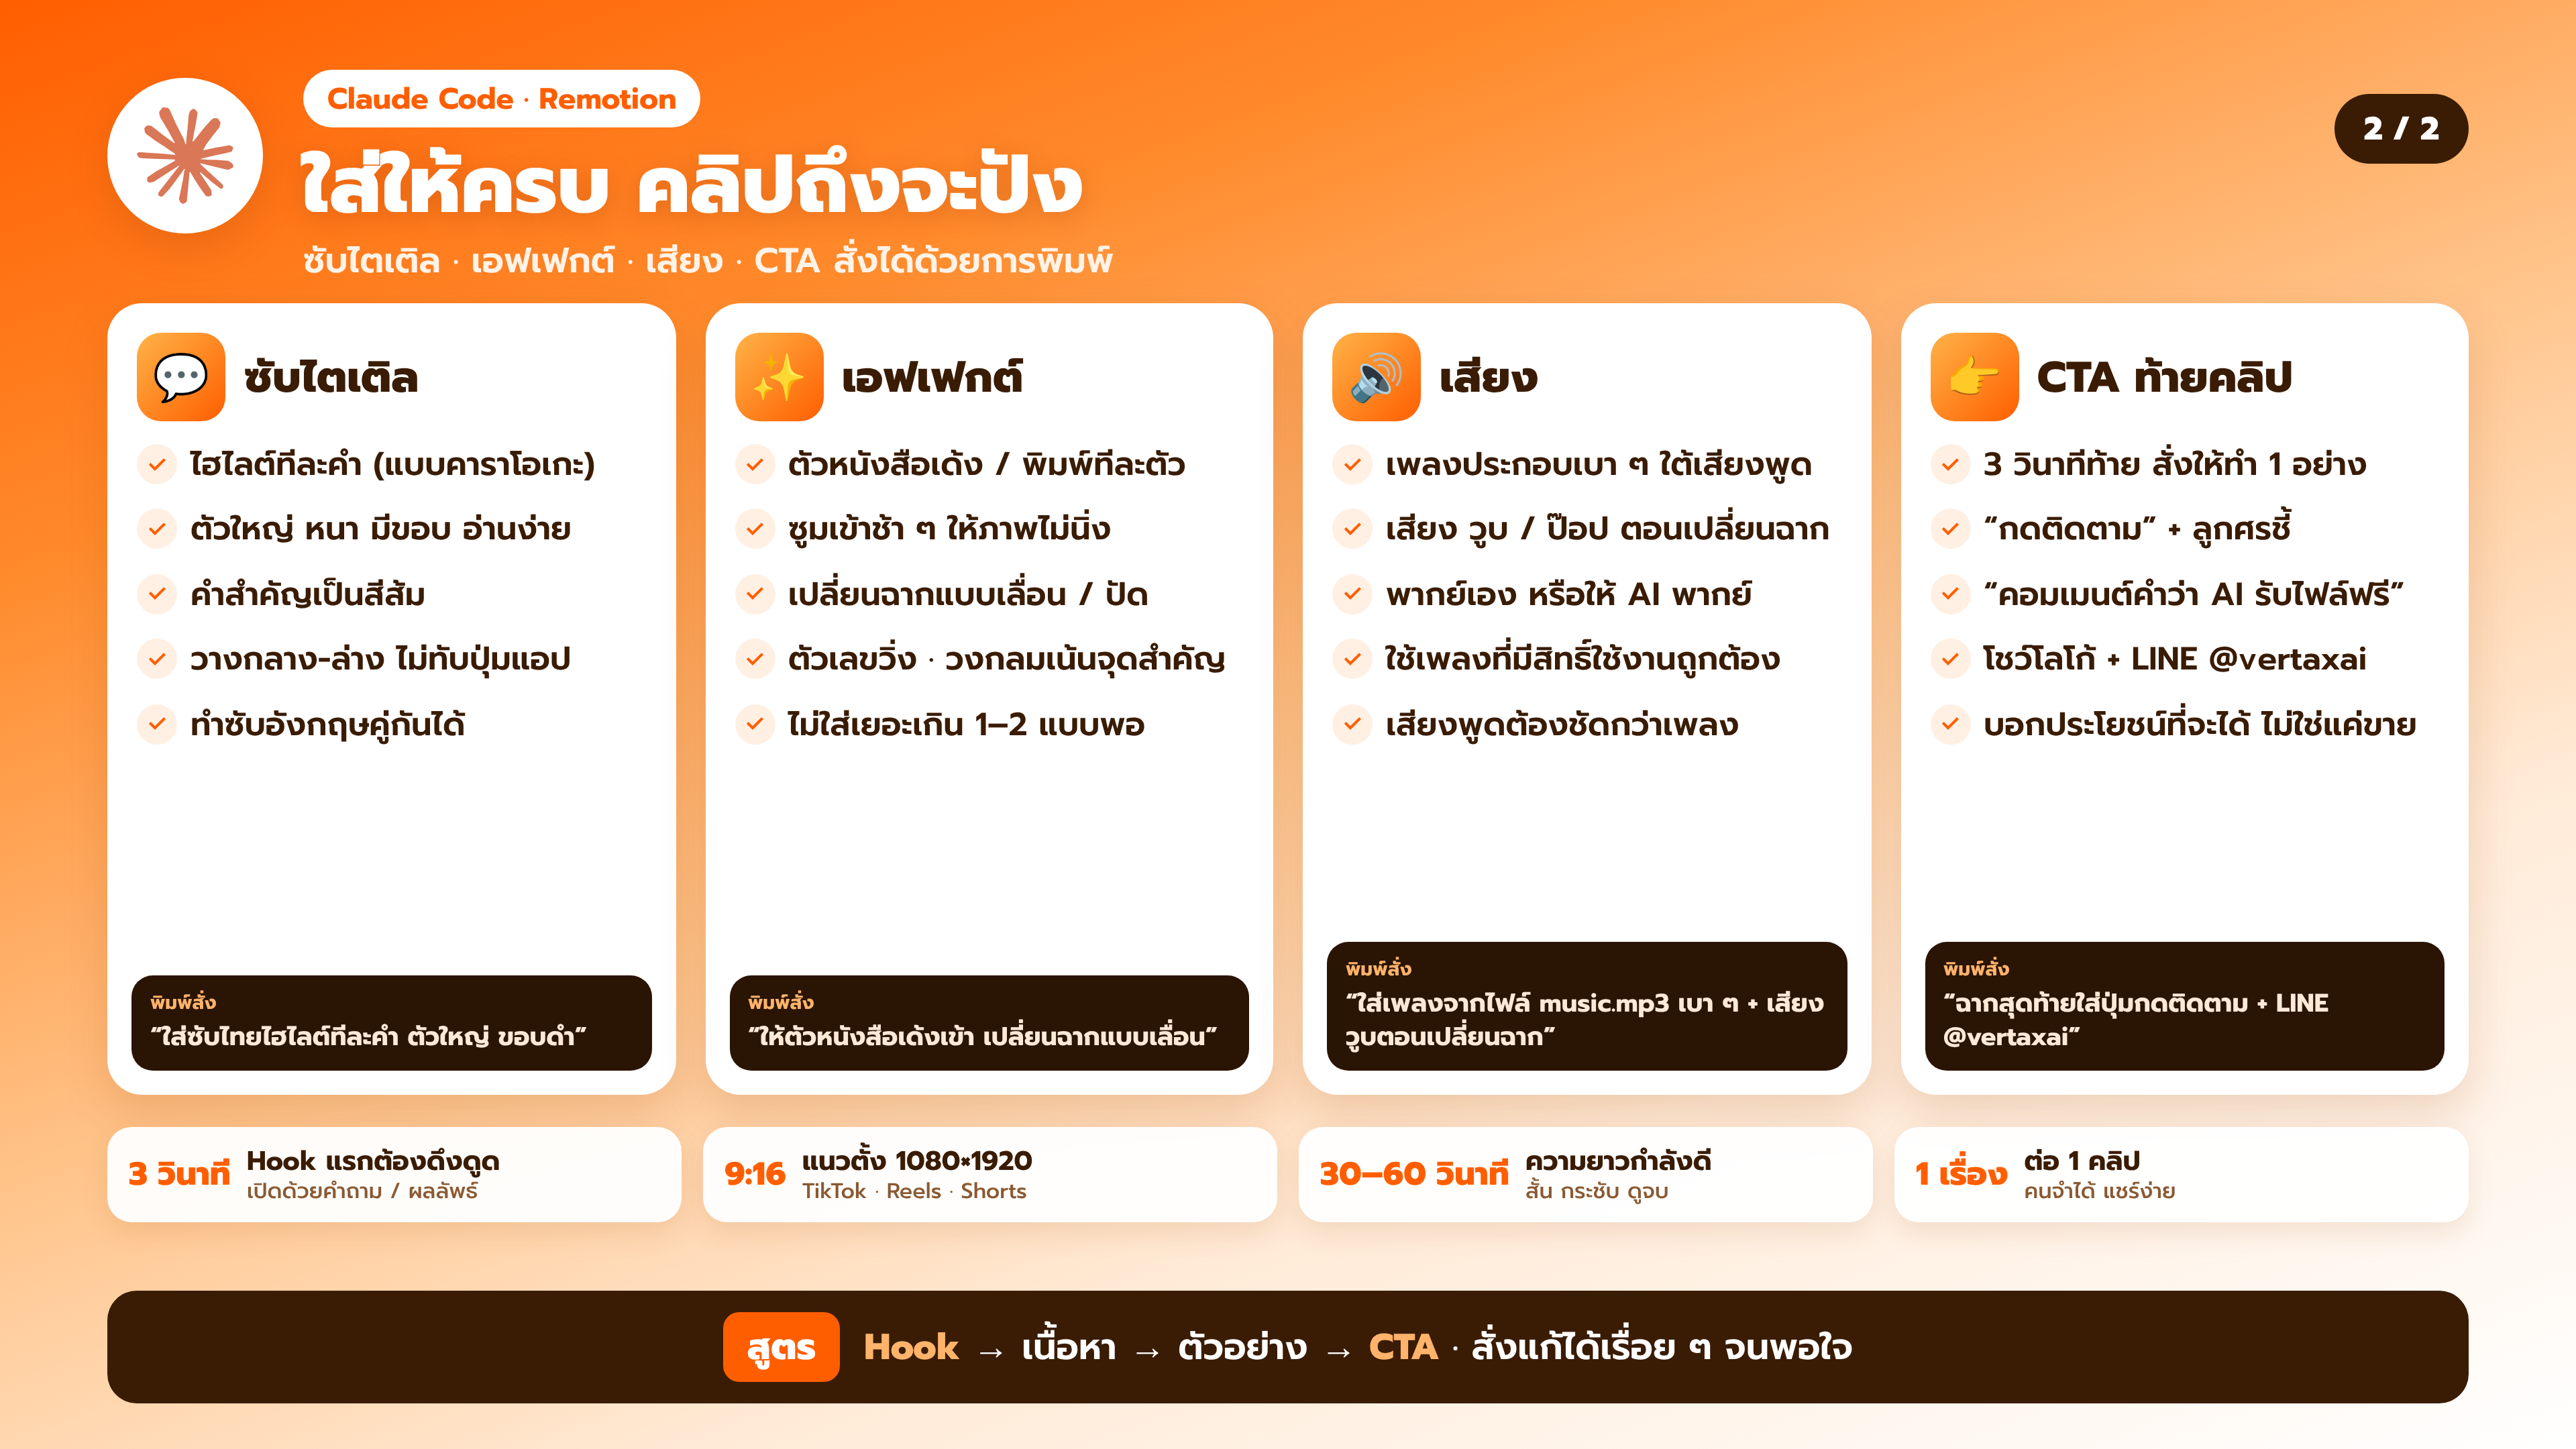 Claude Code · Remotion
ใส่ให้ครบ คลิปถึงจะปัง
ซับไตเติล · เอฟเฟกต์ · เสียง · CTA สั่งได้ด้วยการพิมพ์
2 / 2
ซับไตเติล
ไฮไลต์ทีละคำ (แบบคาราโอเกะ)
ตัวใหญ่ หนา มีขอบ อ่านง่าย
คำสำคัญเป็นสีส้ม
วางกลาง-ล่าง ไม่ทับปุ่มแอป
ทำซับอังกฤษคู่กันได้
พิมพ์สั่ง
“ใส่ซับไทยไฮไลต์ทีละคำ ตัวใหญ่ ขอบดำ”
เอฟเฟกต์
ตัวหนังสือเด้ง / พิมพ์ทีละตัว
ซูมเข้าช้า ๆ ให้ภาพไม่นิ่ง
เปลี่ยนฉากแบบเลื่อน / ปัด
ตัวเลขวิ่ง · วงกลมเน้นจุดสำคัญ
ไม่ใส่เยอะเกิน 1–2 แบบพอ
พิมพ์สั่ง
“ให้ตัวหนังสือเด้งเข้า เปลี่ยนฉากแบบเลื่อน”
เสียง
เพลงประกอบเบา ๆ ใต้เสียงพูด
เสียง วูบ / ป๊อป ตอนเปลี่ยนฉาก
พากย์เอง หรือให้ AI พากย์
ใช้เพลงที่มีสิทธิ์ใช้งานถูกต้อง
เสียงพูดต้องชัดกว่าเพลง
พิมพ์สั่ง
“ใส่เพลงจากไฟล์ music.mp3 เบา ๆ + เสียง
วูบตอนเปลี่ยนฉาก”
CTA ท้ายคลิป
3 วินาทีท้าย สั่งให้ทำ 1 อย่าง
“กดติดตาม” + ลูกศรชี้
“คอมเมนต์คำว่า AI รับไฟล์ฟรี”
โชว์โลโก้ + LINE @vertaxai
บอกประโยชน์ที่จะได้ ไม่ใช่แค่ขาย
พิมพ์สั่ง
“ฉากสุดท้ายใส่ปุ่มกดติดตาม + LINE
@vertaxai”
3 วินาที
Hook แรกต้องดึงดูด
เปิดด้วยคำถาม / ผลลัพธ์
9:16
แนวตั้ง 1080×1920
TikTok · Reels · Shorts
30–60 วินาที
ความยาวกำลังดี
สั้น กระชับ ดูจบ
1 เรื่อง
ต่อ 1 คลิป
คนจำได้ แชร์ง่าย
สูตร Hook → เนื้อหา → ตัวอย่าง → CTA · สั่งแก้ได้เรื่อย ๆ จนพอใจ